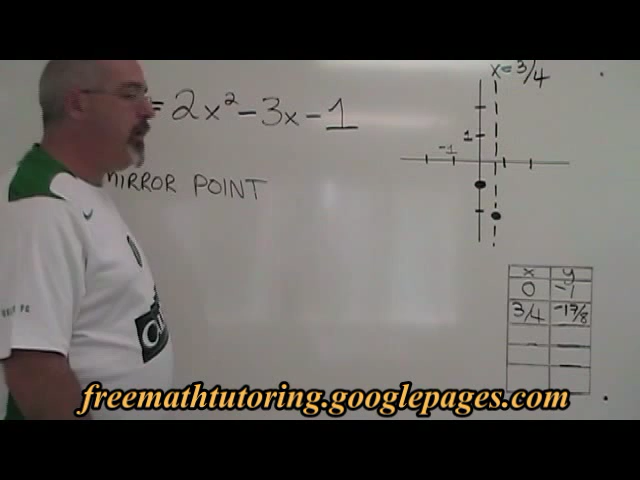 x=3/4
= 2x² - 3x - 1
MIRROR POINT
1
-1
x y
0 -1
3/4 -17/8
freemathtutoring.googlepages.com